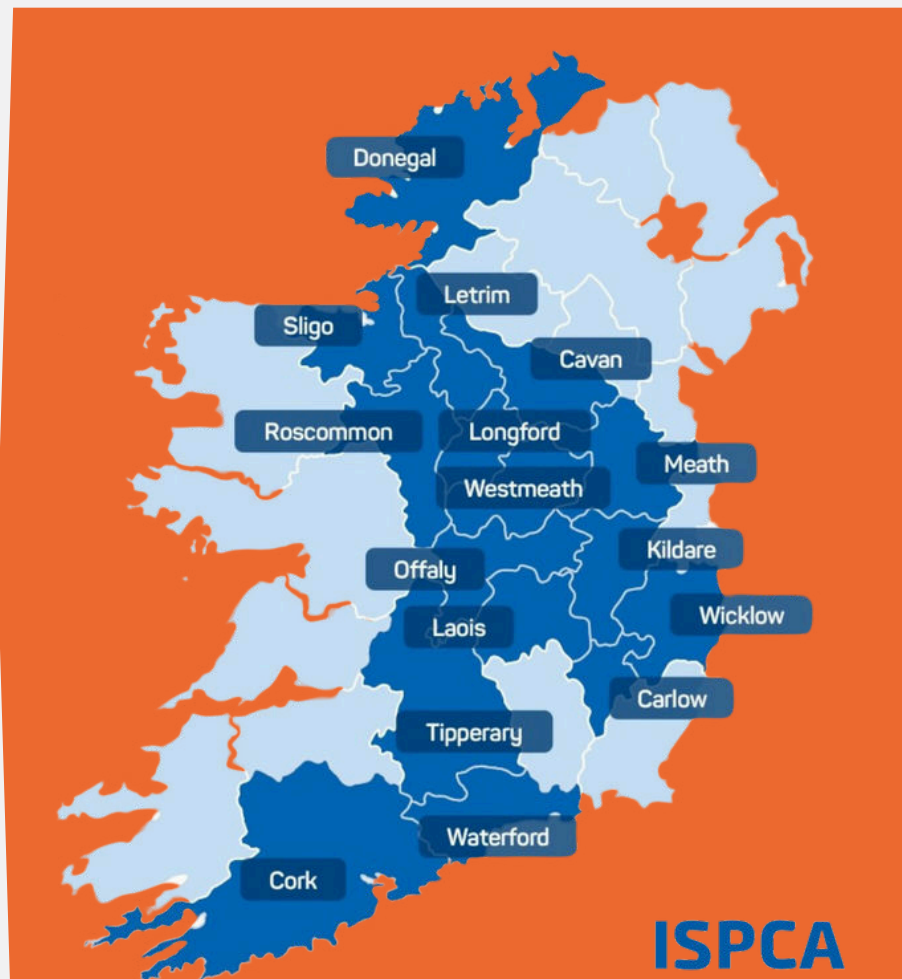 Donegal
Letrim
Sligo
Cavan
Roscommon
Longford
Meath
Westmeath
Kildare
Offaly
Wicklow
Laois
Carlow
Tipperary
Waterford
Cork
ISPCA